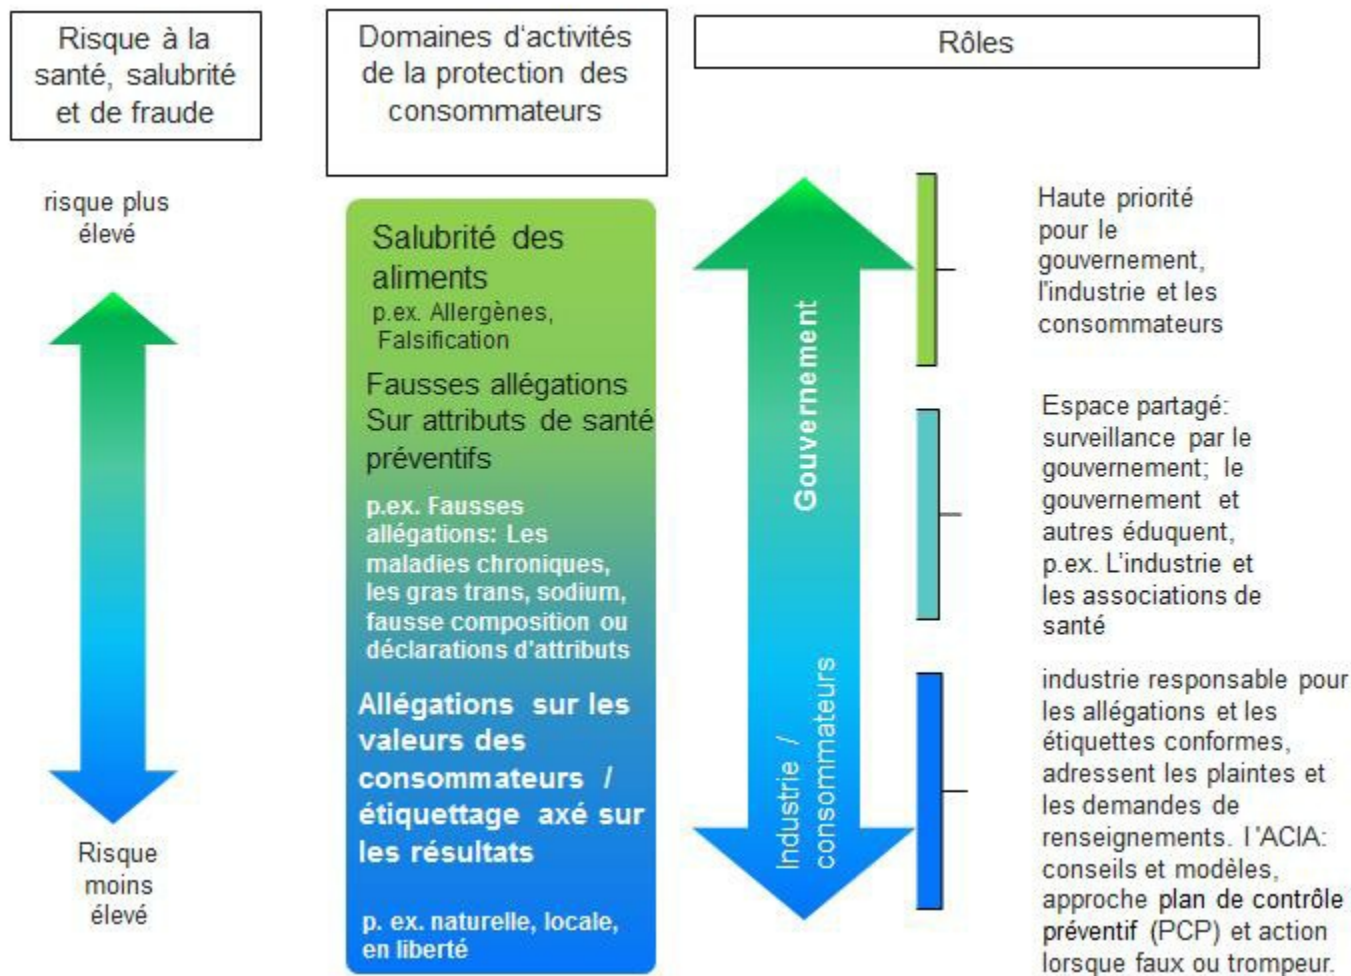 Risque à la
santé, salubrité
et de fraude
Domaines d'activités
de la protection des
consommateurs
Rôles
risque plus
élevé
Risque
moins
élevé
Salubrité des
aliments
p.ex. Allergènes,
Falsification
Fausses allégations
Sur attributs de santé
préventifs
p.ex. Fausses
allégations: Les
maladies chroniques,
les gras trans, sodium,
fausse composition ou
déclarations d'attributs
Allégations sur les
valeurs des
consommateurs /
étiquettage axé sur
les résultats
p. ex. naturelle, locale,
en liberté
Gouvernement
Industrie /
consommateurs
Haute priorité
pour le
gouvernement,
l'industrie et les
consommateurs
Espace partagé:
surveillance par le
gouvernement; le
gouvernement et
autres éduquent,
p.ex. L'industrie et
les associations de
santé
industrie responsable pour
les allégations et les
étiquettes conformes,
adressent les plaintes et
les demandes de
renseignements. l 'ACIA:
conseils et modèles,
approche plan de contrôle
préventif (PCP) et action
lorsque faux ou trompeur.